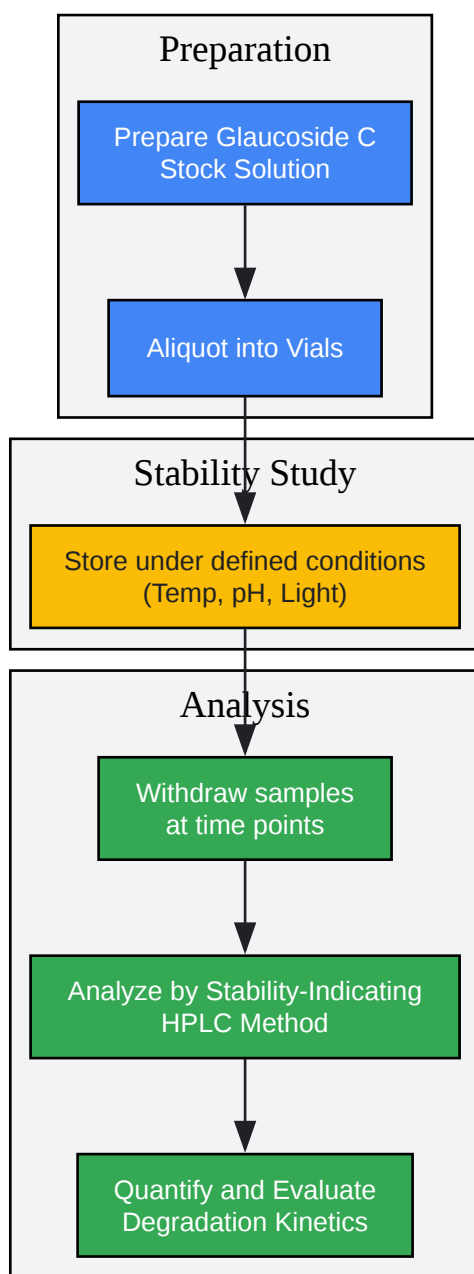 Preparation
Prepare Glaucoside C
Stock Solution
Aliquot into Vials
Stability Study
Store under defined conditions
(Temp, pH, Light)
Analysis
Withdraw samples
at time points
Analyze by Stability-Indicating
HPLC Method
Quantify and Evaluate
Degradation Kinetics